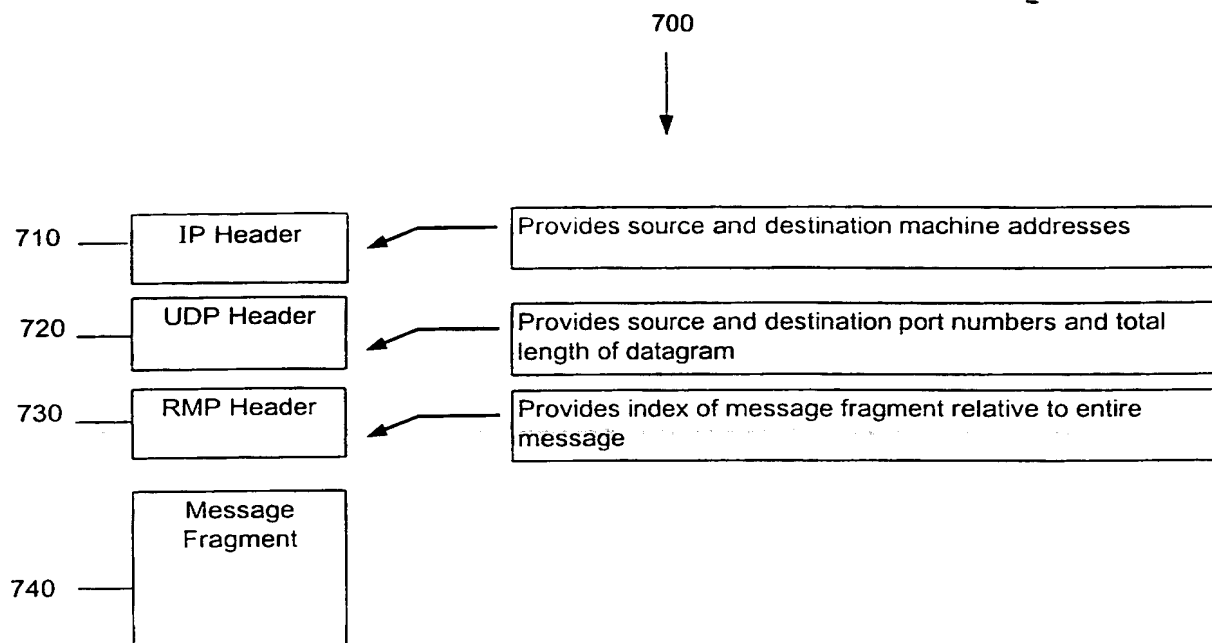 700
710
IP Header
Provides source and destination machine addresses
720
UDP Header
Provides source and destination port numbers and total
length of datagram
730
RMP Header
Provides index of message fragment relative to entire
message
Message
Fragment
740